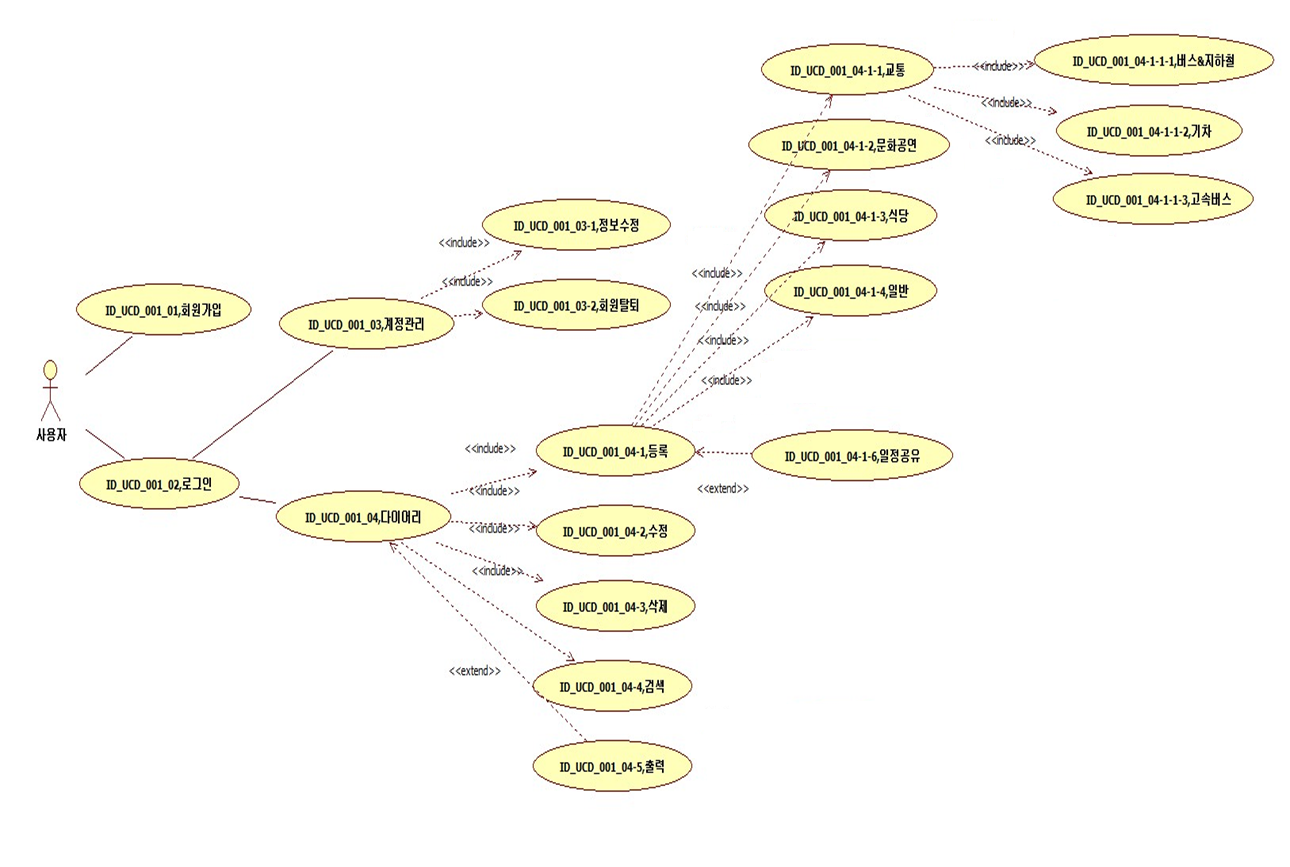 ID_UCD_001_04-1-1,교통
<<include>>
ID_UCD_001_04-1-1-1,버스&지하철
<<include>>
ID_UCD_001_04-1-1-2,기차
<<include>>
ID_UCD_001_04-1-1-3,고속버스
ID_UCD_001_04-1-2,문화공연
ID_UCD_001_04-1-3,식당
ID_UCD_001_04-1-4,일반
<<include>>
<<include>>
<<include>>
<<include>>
ID_UCD_001_03-1,정보수정
<<include>>
<<include>>
ID_UCD_001_03-2,회원탈퇴
ID_UCD_001_01,회원가입
ID_UCD_001_03,계정관리
사용자
ID_UCD_001_02,로그인
ID_UCD_001_04,다이어리
<<include>>
ID_UCD_001_04-1,등록
ID_UCD_001_04-1-6,일정공유
<<extend>>
<<include>>
<<include>>
ID_UCD_001_04-2,수정
<<include>>
ID_UCD_001_04-3,삭제
<<extend>>
ID_UCD_001_04-4,검색
ID_UCD_001_04-5,출력